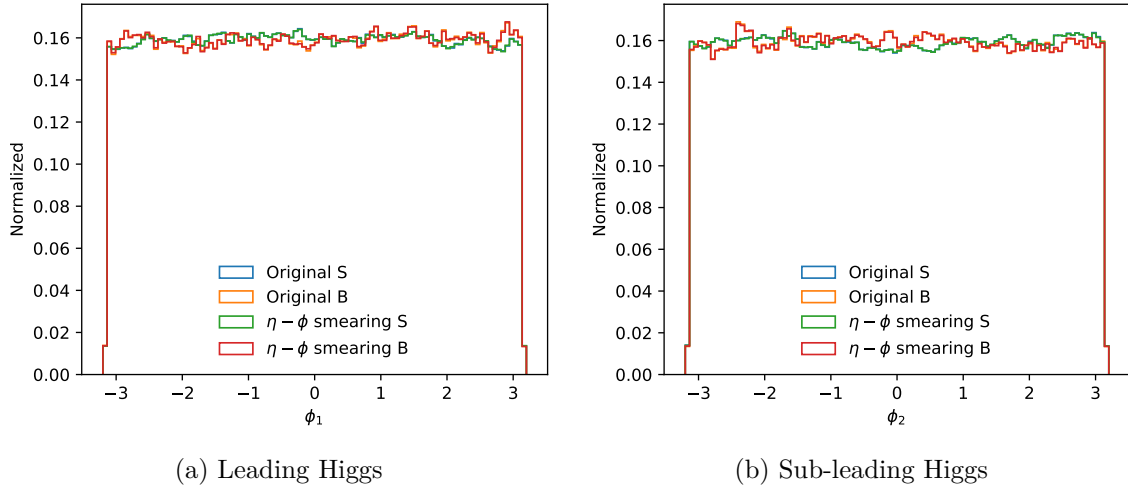 0.16
0.14
0.12
0.10
0.08
0.06
0.04
0.02
0.00
Normalized
−3 −2 −1 0 1 2 3
ϕ₁
Original S
Original B
η − ϕ smearing S
η − ϕ smearing B
(a) Leading Higgs
0.16
0.14
0.12
0.10
0.08
0.06
0.04
0.02
0.00
Normalized
−3 −2 −1 0 1 2 3
ϕ₂
Original S
Original B
η − ϕ smearing S
η − ϕ smearing B
(b) Sub-leading Higgs